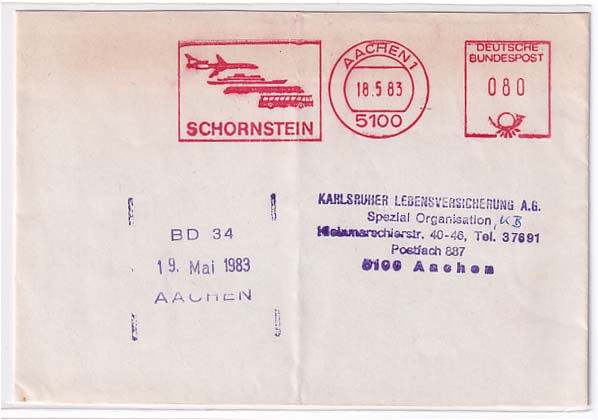 SCHORNSTEIN
AACHEN 1
18.5 83
5100
DEUTSCHE
BUNDESPOST
080
KARLSRUHER LEBENSVERSICHERUNG A.G.
Spezial Organisation, KB
Kleinmarschierstr. 40-46, Tel. 37691
Postfach 887
5100 Aachen
BD 34
19. Mai 1983
AACHEN